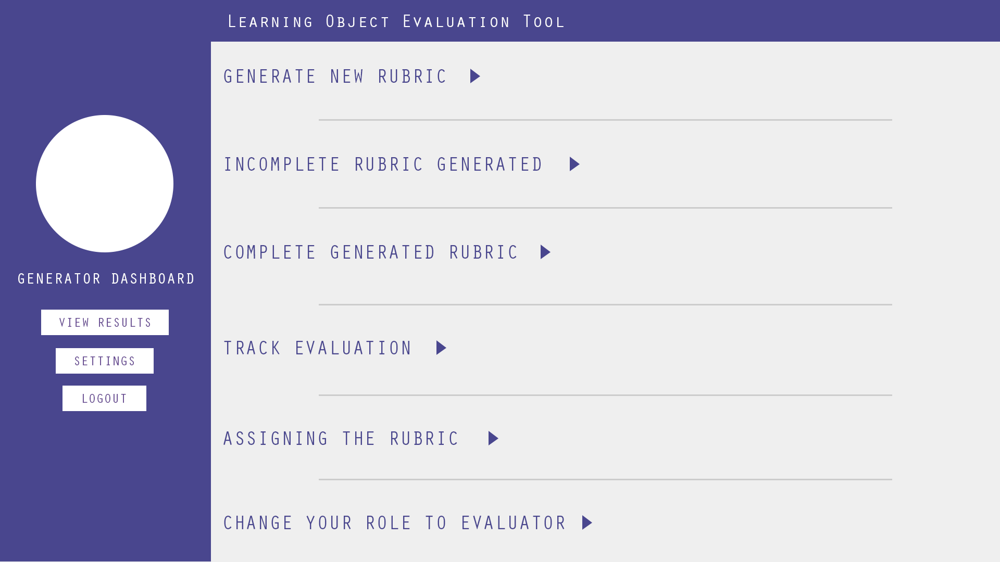 Learning Object Evaluation Tool
GENERATOR DASHBOARD
VIEW RESULTS
SETTINGS
LOGOUT
GENERATE NEW RUBRIC
INCOMPLETE RUBRIC GENERATED
COMPLETE GENERATED RUBRIC
TRACK EVALUATION
ASSIGNING THE RUBRIC
CHANGE YOUR ROLE TO EVALUATOR